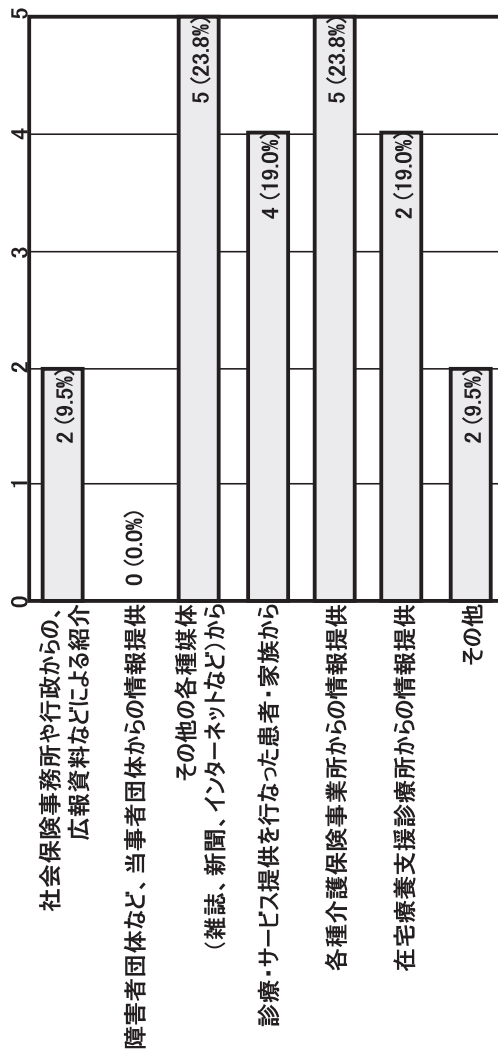 0
1
2
3
4
5
社会保険事務所や行政からの、
広報資料などによる紹介
2 (9.5%)
障害者団体など、当事者団体からの情報提供
0 (0.0%)
その他の各種媒体
(雑誌、新聞、インターネットなど)から
5 (23.8%)
診療・サービス提供を行なった患者・家族から
4 (19.0%)
各種介護保険事業所からの情報提供
5 (23.8%)
在宅療養支援診療所からの情報提供
2 (19.0%)
その他
2 (9.5%)